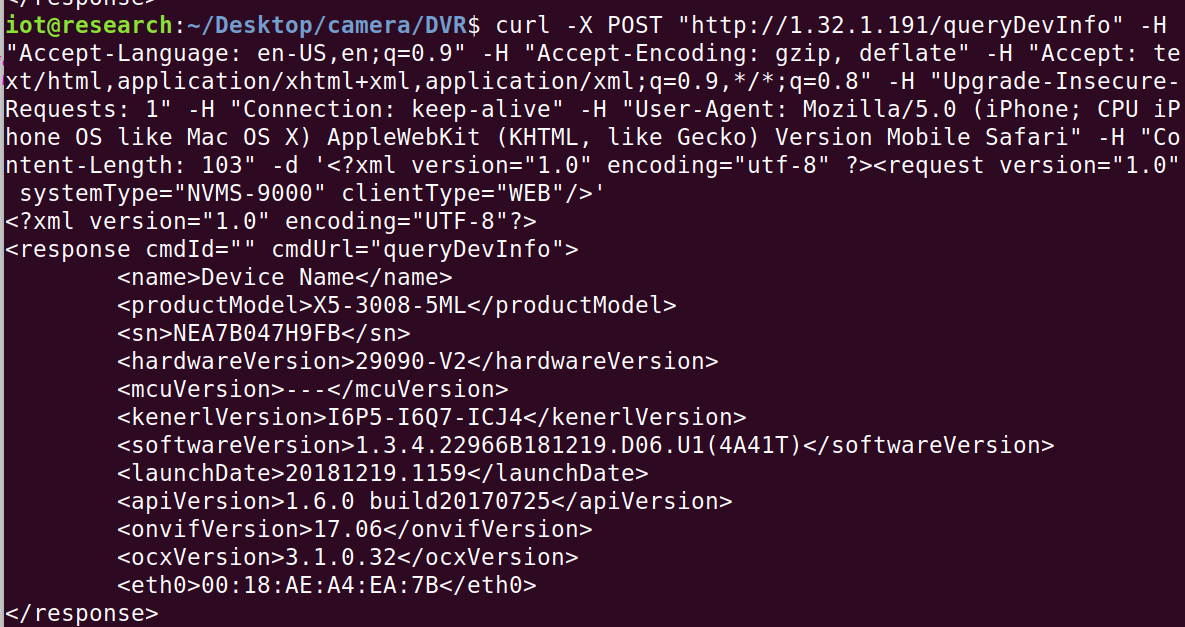 </response>
iot@research:~/Desktop/camera/DVR$ curl -X POST "http://1.32.1.191/queryDevInfo" -H
"Accept-Language: en-US,en;q=0.9" -H "Accept-Encoding: gzip, deflate" -H "Accept: te
xt/html,application/xhtml+xml,application/xml;q=0.9,*/*;q=0.8" -H "Upgrade-Insecure-
Requests: 1" -H "Connection: keep-alive" -H "User-Agent: Mozilla/5.0 (iPhone; CPU iP
hone OS like Mac OS X) AppleWebKit (KHTML, like Gecko) Version Mobile Safari" -H "Co
ntent-Length: 103" -d '<?xml version="1.0" encoding="utf-8" ?><request version="1.0"
 systemType="NVMS-9000" clientType="WEB"/>'
<?xml version="1.0" encoding="UTF-8"?>
<response cmdId="" cmdUrl="queryDevInfo">
        <name>Device Name</name>
        <productModel>X5-3008-5ML</productModel>
        <sn>NEA7B047H9FB</sn>
        <hardwareVersion>29090-V2</hardwareVersion>
        <mcuVersion>---</mcuVersion>
        <kenerlVersion>I6P5-I6Q7-ICJ4</kenerlVersion>
        <softwareVersion>1.3.4.22966B181219.D06.U1(4A41T)</softwareVersion>
        <launchDate>20181219.1159</launchDate>
        <apiVersion>1.6.0 build20170725</apiVersion>
        <onvifVersion>17.06</onvifVersion>
        <ocxVersion>3.1.0.32</ocxVersion>
        <eth0>00:18:AE:A4:EA:7B</eth0>
</response>